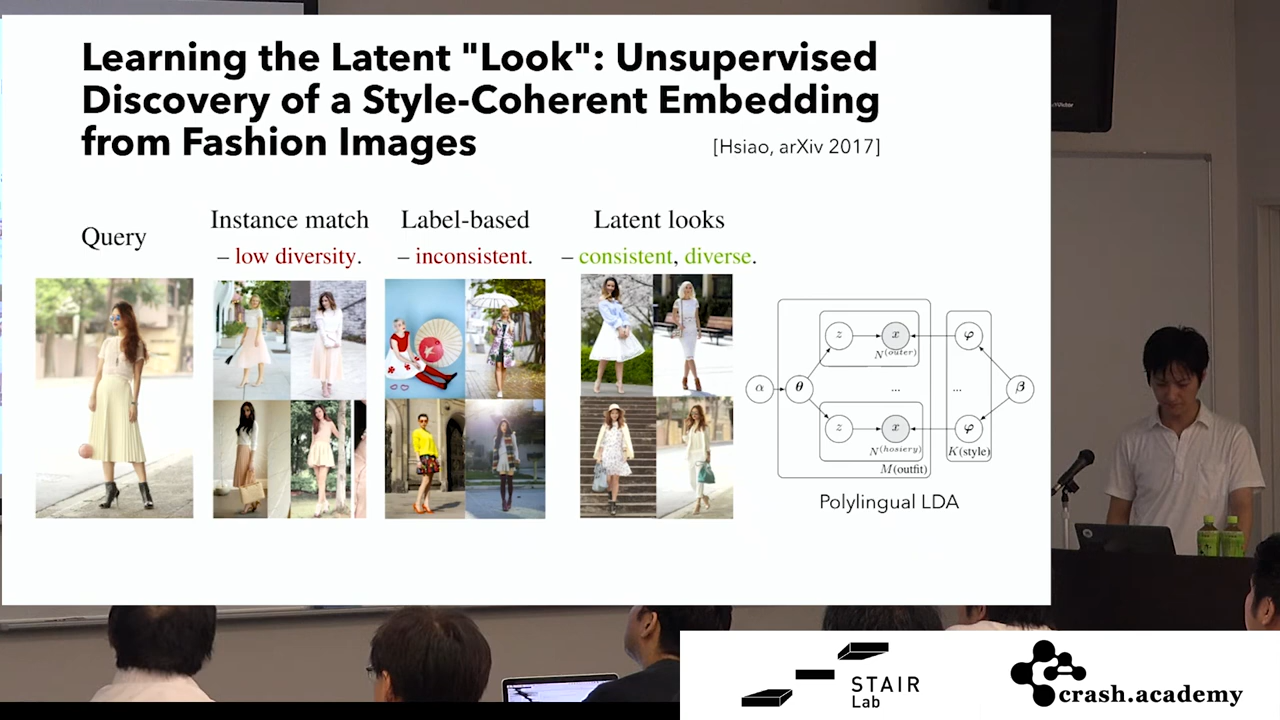 Learning the Latent "Look": Unsupervised
Discovery of a Style-Coherent Embedding
from Fashion Images
[Hsiao, arXiv 2017]
Query
Instance match
– low diversity.
Label-based
– inconsistent.
Latent looks
– consistent, diverse.
z
x
N(outer)
φ
α
θ
...
...
β
z
x
N(hosiery)
φ
M(outfit)
K(style)
Polylingual LDA
STAIR
Lab
crash.academy